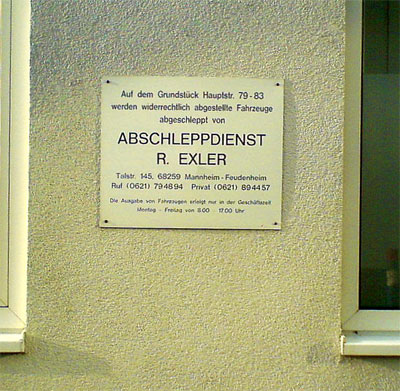 Auf dem Grundstück Hauptstr. 79-83
werden widerrechtlich abgestellte Fahrzeuge
abgeschleppt von
ABSCHLEPPDIENST
R. EXLER
Talstr. 145, 68259 Mannheim-Feudenheim
Ruf (0621) 794894 Privat (0621) 894457
Die Ausgabe von Fahrzeugen erfolgt nur in der Geschäftszeit
Montag - Freitag von 8.00 - 17.00 Uhr